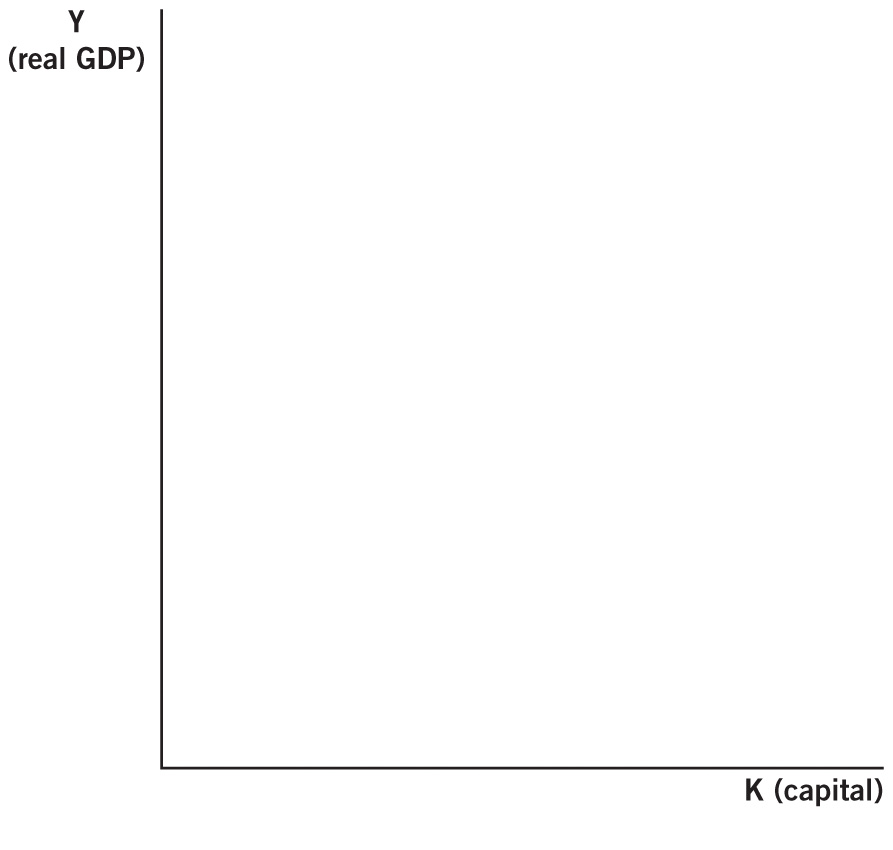 Y
(real GDP)
K (capital)